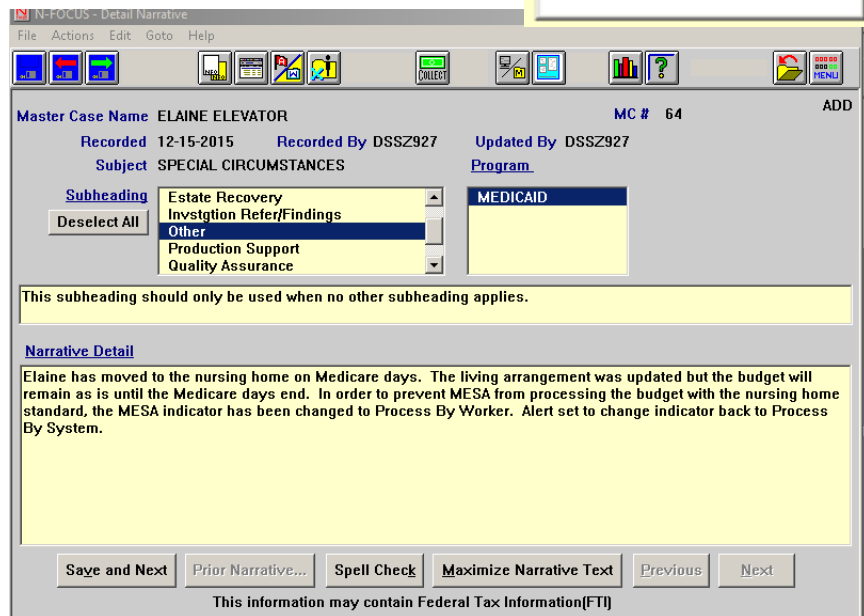 N-FOCUS - Detail Narrative
File Actions Edit Goto Help
INFO A/W COLLECT M ? MENU
ADD
Master Case Name ELAINE ELEVATOR MC # 64
Recorded 12-15-2015 Recorded By DSSZ927 Updated By DSSZ927
Subject SPECIAL CIRCUMSTANCES Program
Subheading
Deselect All
Estate Recovery
Invstgtion Refer/Findings
Other
Production Support
Quality Assurance
MEDICAID
This subheading should only be used when no other subheading applies.
Narrative Detail
Elaine has moved to the nursing home on Medicare days. The living arrangement was updated but the budget will
remain as is until the Medicare days end. In order to prevent MESA from processing the budget with the nursing home
standard, the MESA indicator has been changed to Process By Worker. Alert set to change indicator back to Process
By System.
Save and Next Prior Narrative... Spell Check Maximize Narrative Text Previous Next
This information may contain Federal Tax Information(FTI)